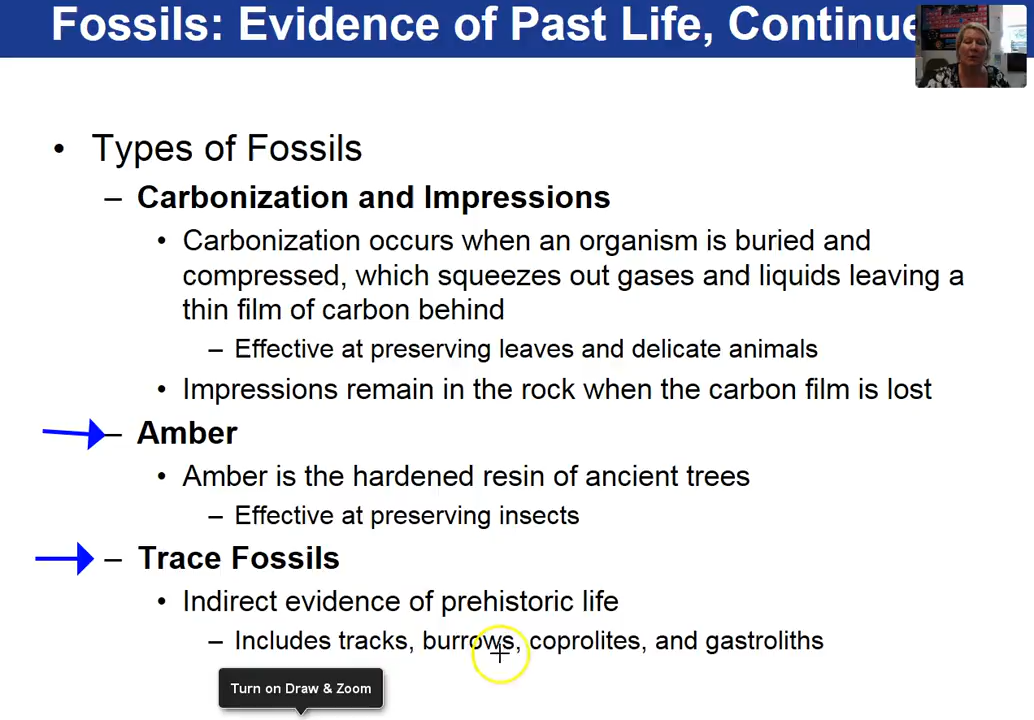 Fossils: Evidence of Past Life, Continue
• Types of Fossils
– Carbonization and Impressions
• Carbonization occurs when an organism is buried and
compressed, which squeezes out gases and liquids leaving a
thin film of carbon behind
– Effective at preserving leaves and delicate animals
• Impressions remain in the rock when the carbon film is lost
– Amber
• Amber is the hardened resin of ancient trees
– Effective at preserving insects
– Trace Fossils
• Indirect evidence of prehistoric life
– Includes tracks, burrows, coprolites, and gastroliths
Turn on Draw & Zoom